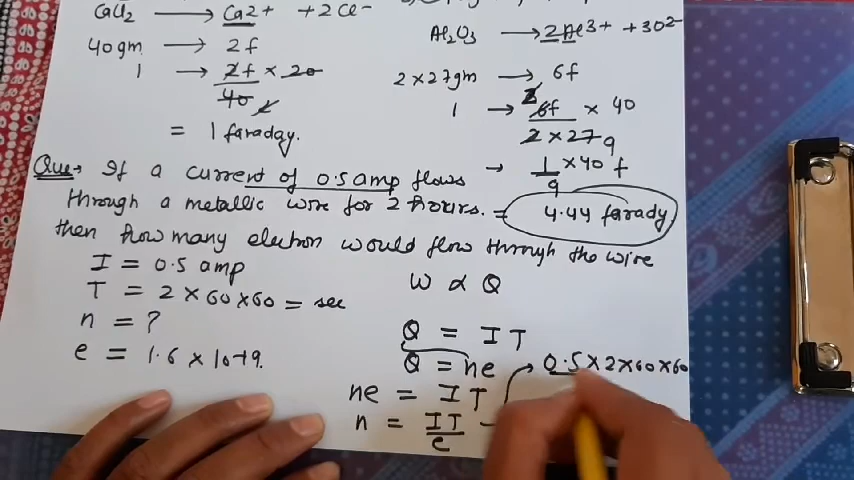 CaCl2 → Ca2+ + 2Cl-
40gm → 2f
1 → 2f × 20
40
= 1 faraday.
Al2O3 → 2Al3+ + 3O2-
2×27gm → 6f
1 → 6f × 40
3
2 × 27 9
→ 1 × 40 f
9
= 4.44 farady
Que→ If a current of 0.5 amp flows
through a metallic wire for 2 hours.
then how many eletron would flow through the wire
I = 0.5 amp
T = 2×60×60 = sec
n = ?
e = 1.6 × 10-19.
W ∝ Q
Q = IT
Q = ne
ne = IT
n = IT
e
0.5×2×60×60